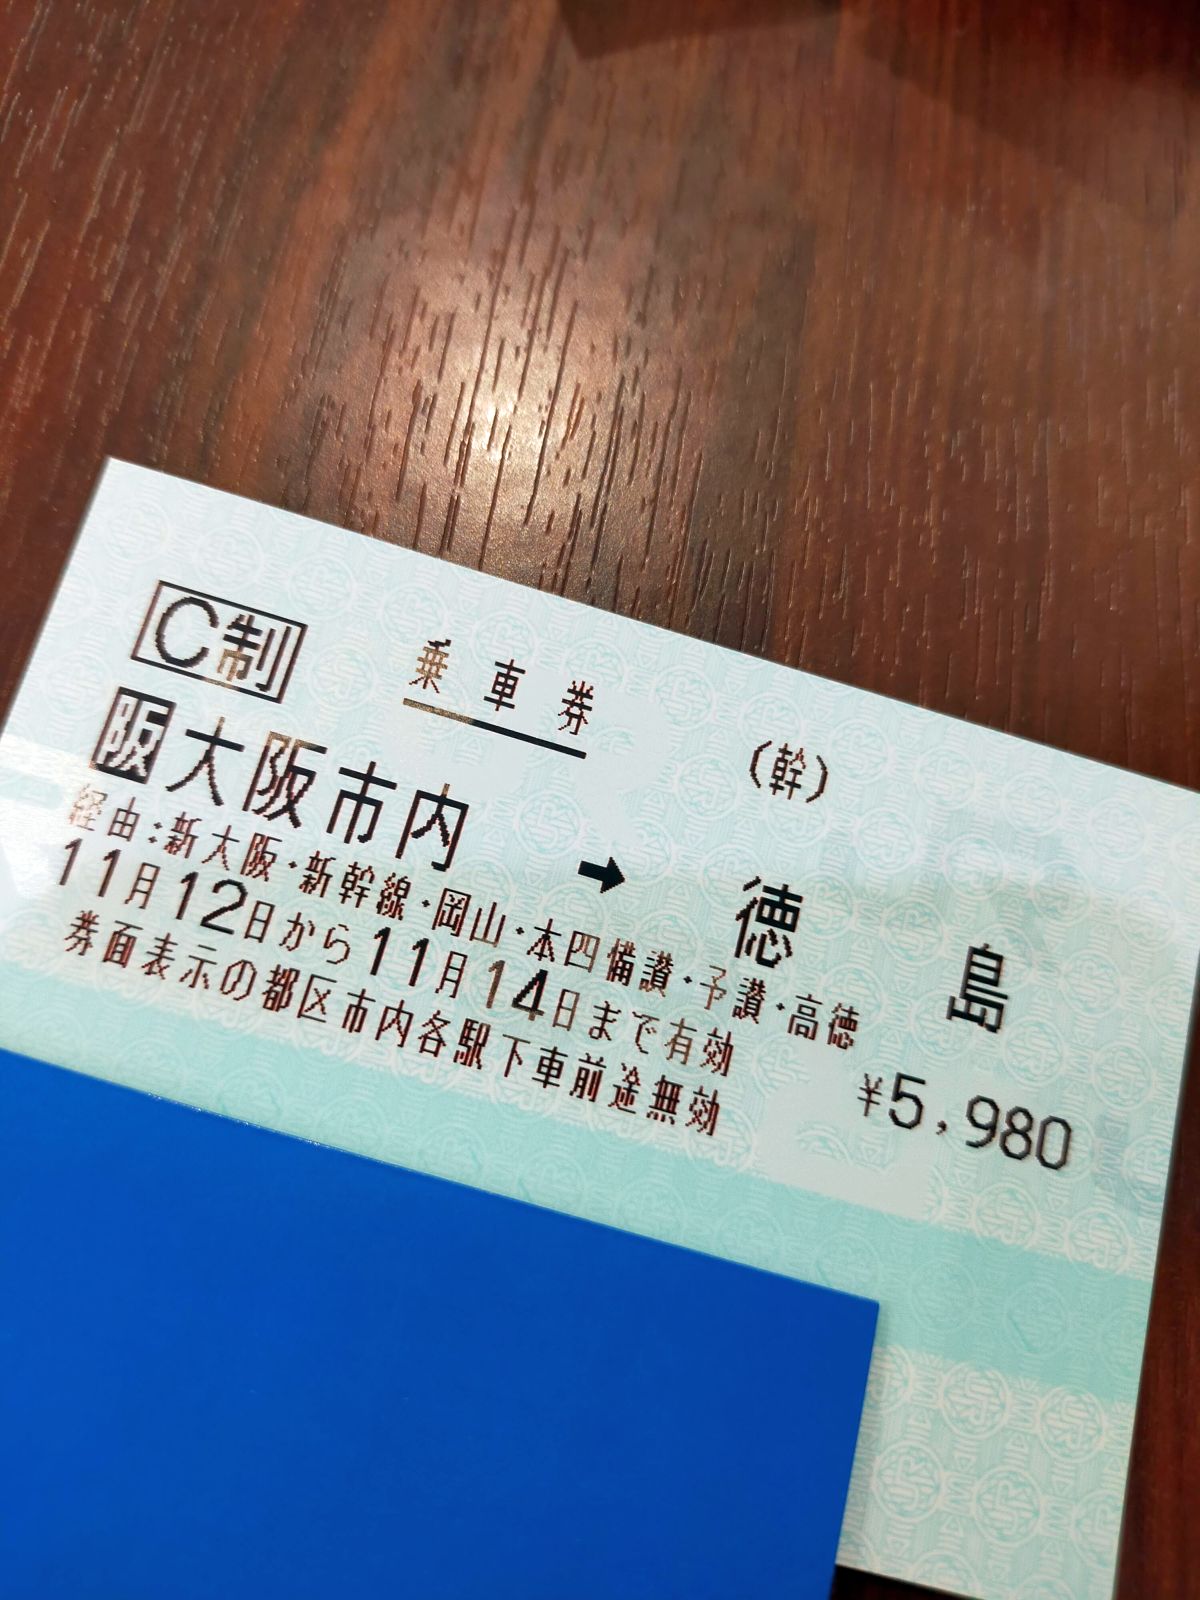 C制 乗車券 (幹)
阪大阪市内 → 徳島
経由:新大阪・新幹線・岡山・本四備讃・予讃・高徳
11月12日から11月14日まで有効 ¥5,980
券面表示の都区市内各駅下車前途無効